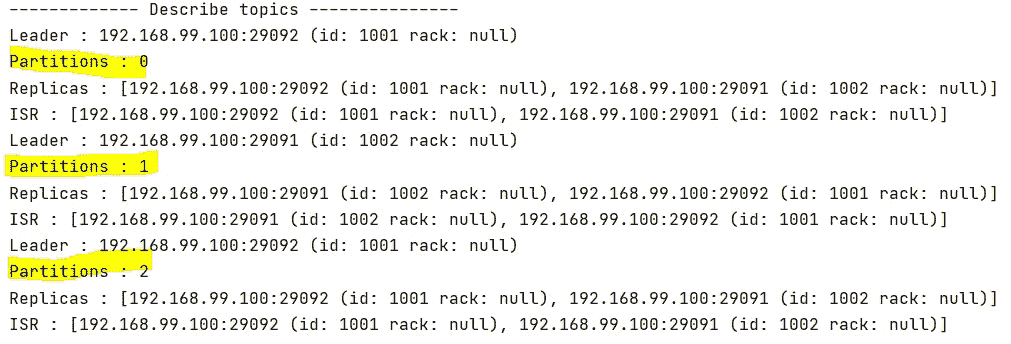 ------------- Describe topics ---------------
Leader : 192.168.99.100:29092 (id: 1001 rack: null)
Partitions : 0
Replicas : [192.168.99.100:29092 (id: 1001 rack: null), 192.168.99.100:29091 (id: 1002 rack: null)]
ISR : [192.168.99.100:29092 (id: 1001 rack: null), 192.168.99.100:29091 (id: 1002 rack: null)]
Leader : 192.168.99.100:29091 (id: 1002 rack: null)
Partitions : 1
Replicas : [192.168.99.100:29091 (id: 1002 rack: null), 192.168.99.100:29092 (id: 1001 rack: null)]
ISR : [192.168.99.100:29091 (id: 1002 rack: null), 192.168.99.100:29092 (id: 1001 rack: null)]
Leader : 192.168.99.100:29092 (id: 1001 rack: null)
Partitions : 2
Replicas : [192.168.99.100:29092 (id: 1001 rack: null), 192.168.99.100:29091 (id: 1002 rack: null)]
ISR : [192.168.99.100:29092 (id: 1001 rack: null), 192.168.99.100:29091 (id: 1002 rack: null)]